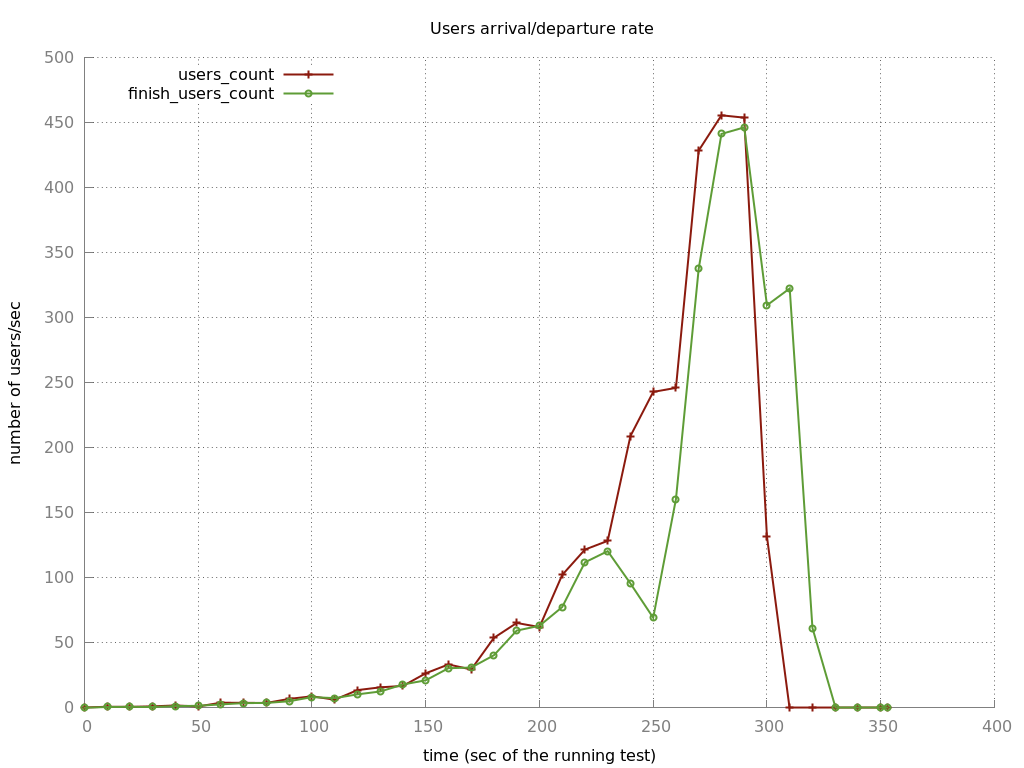 Users arrival/departure rate
users_count
finish_users_count
500
450
400
350
300
250
200
150
100
50
0
number of users/sec
0 50 100 150 200 250 300 350 400
time (sec of the running test)